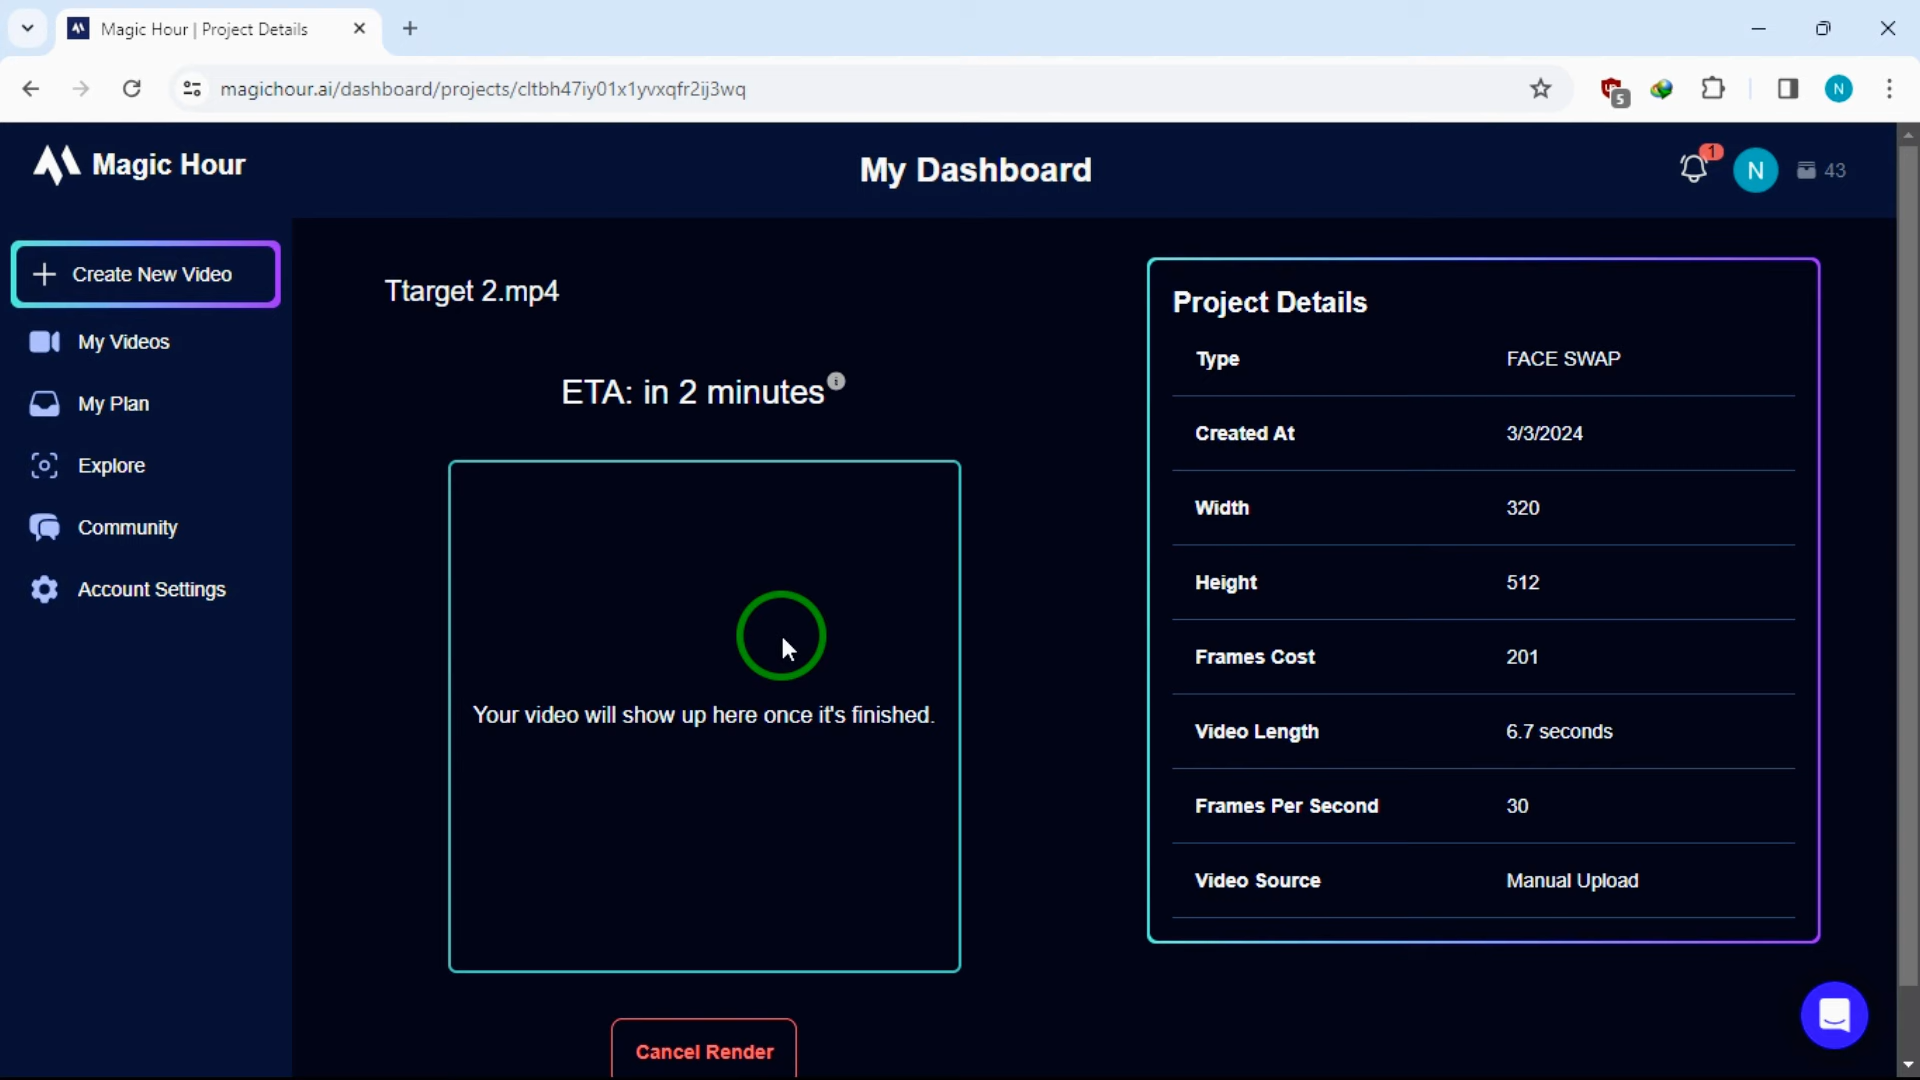 Magic Hour | Project Details
magichour.ai/dashboard/projects/cltbh47iy01x1yvxqfr2ij3wq
5
N
Magic Hour
My Dashboard
1
N
43
Create New Video
My Videos
My Plan
Explore
Community
Account Settings
Ttarget 2.mp4
ETA: in 2 minutes
Your video will show up here once it's finished.
Cancel Render
Project Details
Type FACE SWAP
Created At 3/3/2024
Width 320
Height 512
Frames Cost 201
Video Length 6.7 seconds
Frames Per Second 30
Video Source Manual Upload